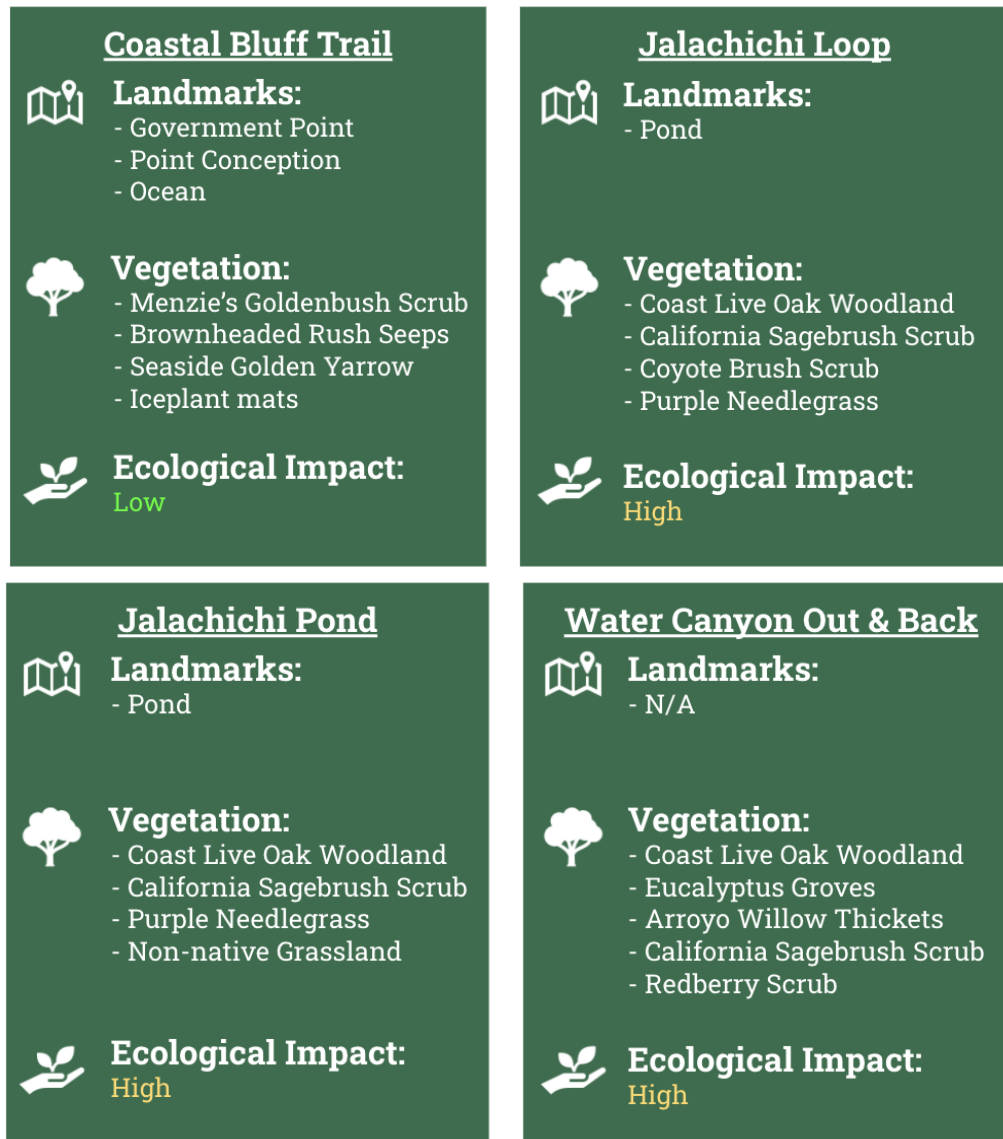 Coastal Bluff Trail
Landmarks:
- Government Point
- Point Conception
- Ocean
Vegetation:
- Menzie’s Goldenbush Scrub
- Brownheaded Rush Seeps
- Seaside Golden Yarrow
- Iceplant mats
Ecological Impact:
Low
Jalachichi Loop
Landmarks:
- Pond
Vegetation:
- Coast Live Oak Woodland
- California Sagebrush Scrub
- Coyote Brush Scrub
- Purple Needlegrass
Ecological Impact:
High
Jalachichi Pond
Landmarks:
- Pond
Vegetation:
- Coast Live Oak Woodland
- California Sagebrush Scrub
- Purple Needlegrass
- Non-native Grassland
Ecological Impact:
High
Water Canyon Out & Back
Landmarks:
- N/A
Vegetation:
- Coast Live Oak Woodland
- Eucalyptus Groves
- Arroyo Willow Thickets
- California Sagebrush Scrub
- Redberry Scrub
Ecological Impact:
High